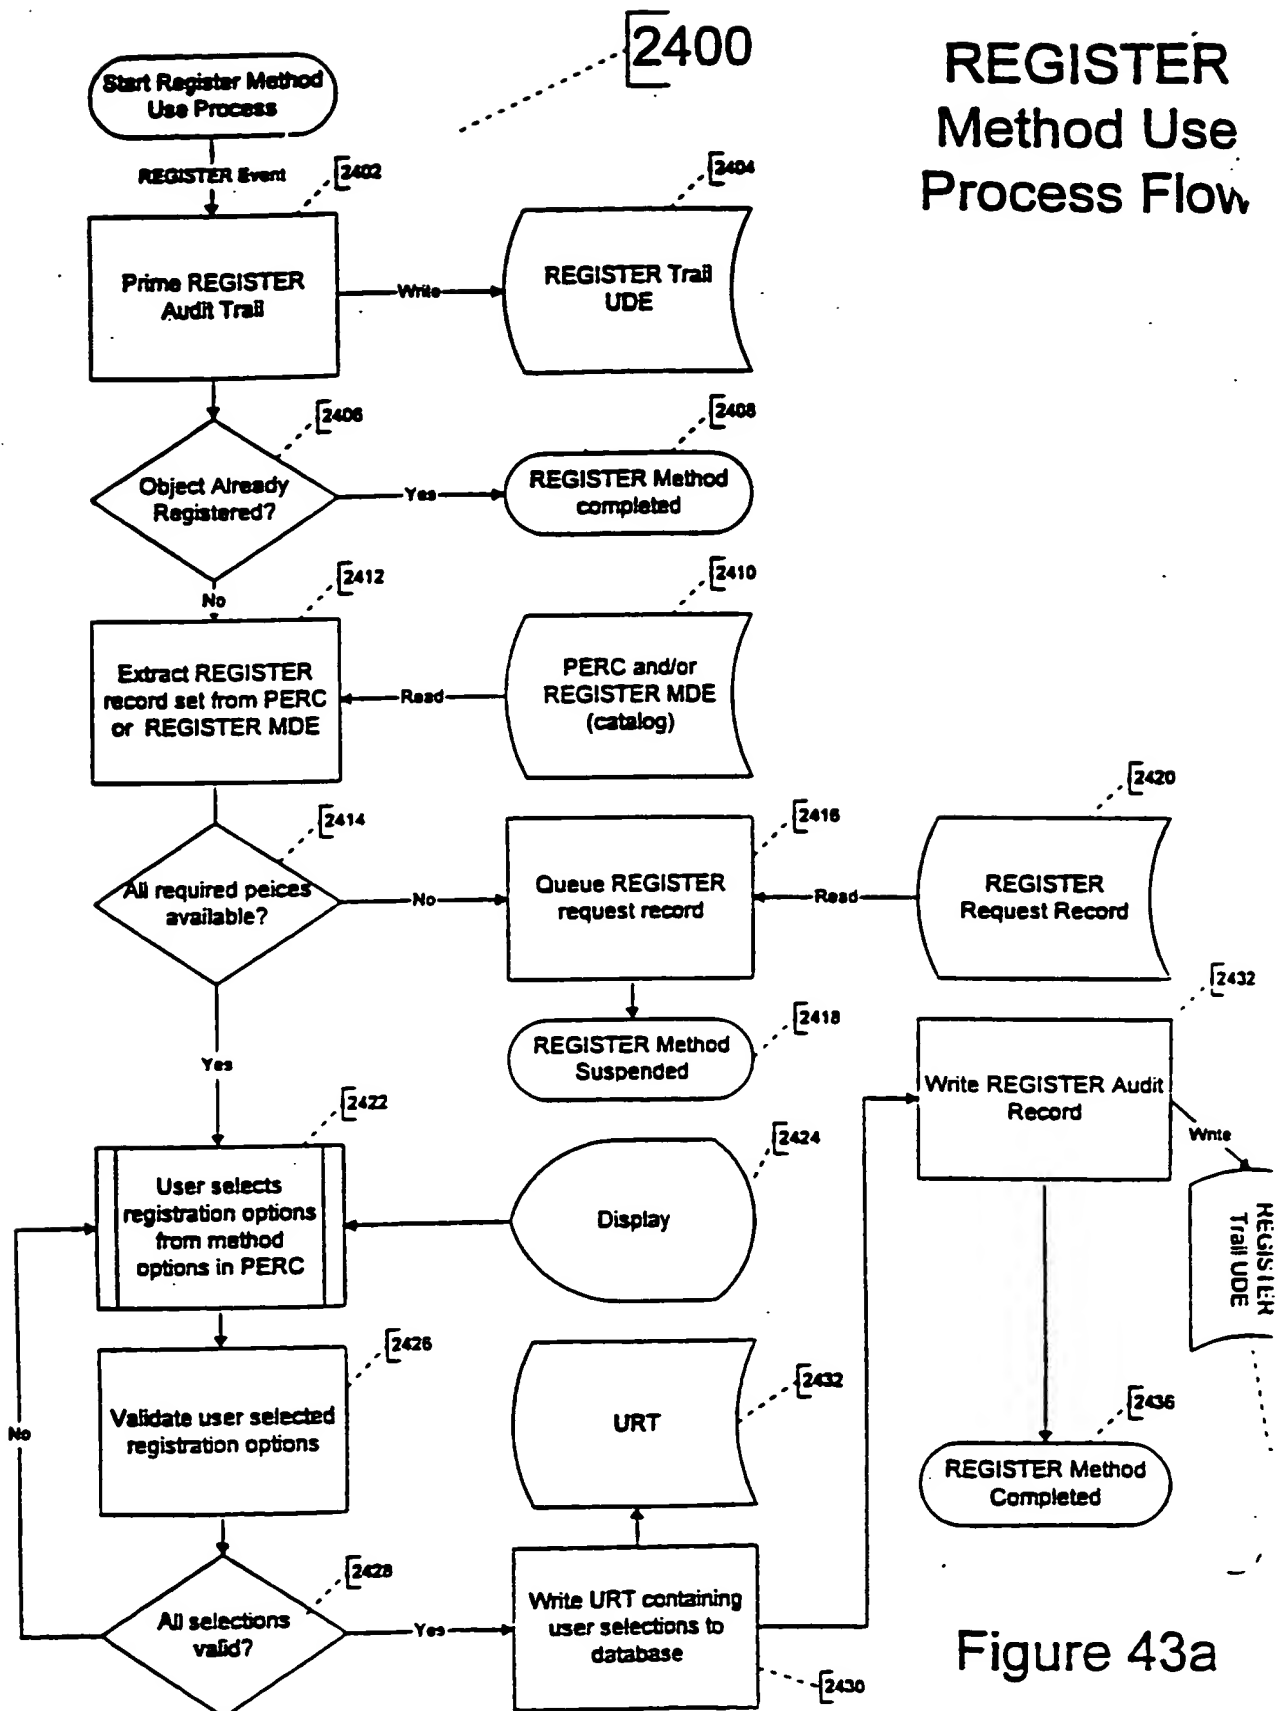 2400
REGISTER
Method Use
Process Flow
Start Register Method
Use Process
REGISTER Event
2402
2404
Prime REGISTER
Audit Trail
Write
REGISTER Trail
UDE
2406
2408
Object Already
Registered?
Yes
REGISTER Method
completed
No
2412
2410
Extract REGISTER
record set from PERC
or REGISTER MDE
Read
PERC and/or
REGISTER MDE
(catalog)
2414
2416
2420
All required peices
available?
No
Queue REGISTER
request record
Read
REGISTER
Request Record
Yes
2418
REGISTER Method
Suspended
2432
Write REGISTER Audit
Record
Write
REGISTER
Trail UDE
2422
2424
User selects
registration options
from method
options in PERC
Display
2426
2432
Validate user selected
registration options
URT
No
2436
REGISTER Method
Completed
2428
All selections
valid?
Yes
Write URT containing
user selections to
database
2430
Figure 43a